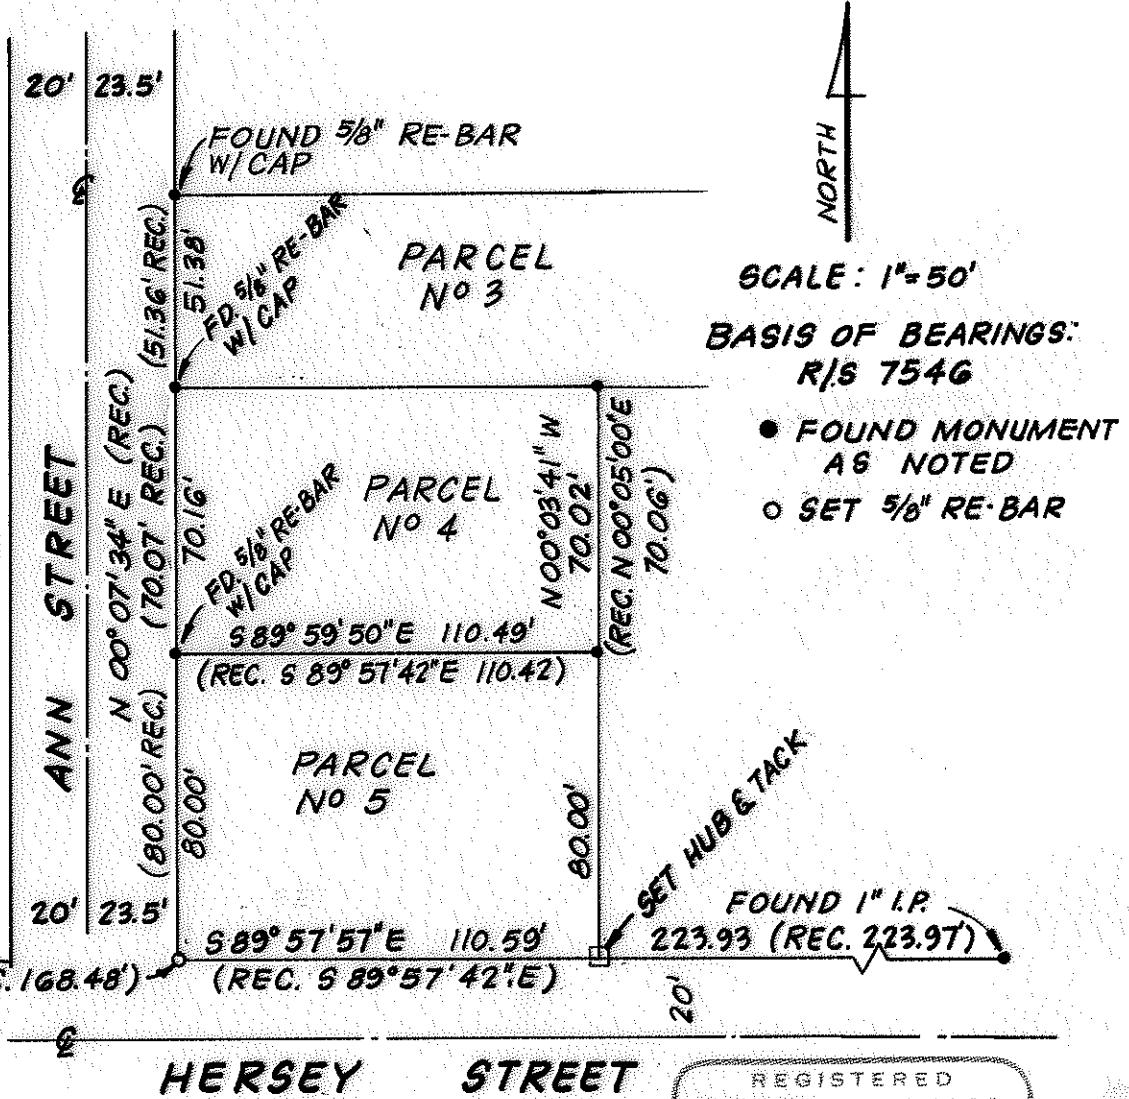 20' 23.5'
FOUND 5/8" RE-BAR
W/ CAP
NORTH
℄
(51.36' REC.)
51.38'
FD. 5/8" RE-BAR
W/ CAP
PARCEL
Nº 3
SCALE: 1"=50'
BASIS OF BEARINGS:
R/S 7546
● FOUND MONUMENT
AS NOTED
○ SET 5/8" RE-BAR
ANN STREET
N 00° 07' 34" E (REC.)
(70.07' REC.)
70.16'
FD. 5/8" RE-BAR
W/ CAP
PARCEL
Nº 4
N 00° 03' 41" W
70.02'
(REC. N 00° 05' 00" E
70.06')
S 89° 59' 50" E 110.49'
(REC. S 89° 57' 42" E 110.42)
(80.00' REC.)
80.00'
PARCEL
Nº 5
80.00'
SET HUB & TACK
20' 23.5'
FOUND 1" I.P.
S 89° 57' 57" E 110.59'
223.93 (REC. 223.97')
168.48')
(REC. S 89° 57' 42" E)
20'
℄
HERSEY STREET
REGISTERED